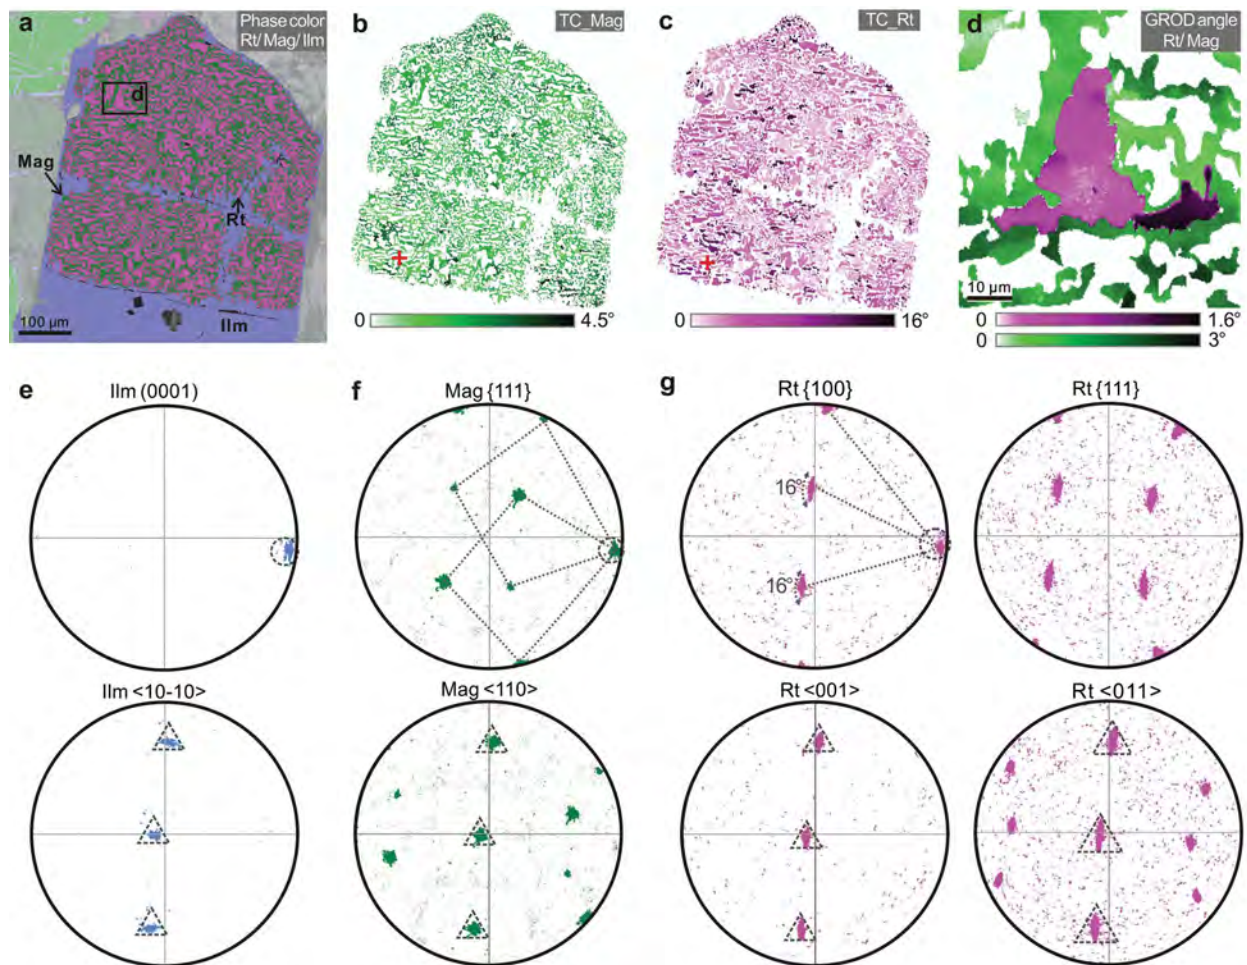 a
Phase color
Rt/ Mag/ Ilm
d
Mag
Rt
Ilm
100 µm
b
TC_Mag
0
4.5°
c
TC_Rt
0
16°
d
GROD angle
Rt/ Mag
10 µm
0
1.6°
0
3°
e
Ilm (0001)
f
Mag {111}
g
Rt {100}
16°
16°
Rt {111}
Ilm <10-10>
Mag <110>
Rt <001>
Rt <011>